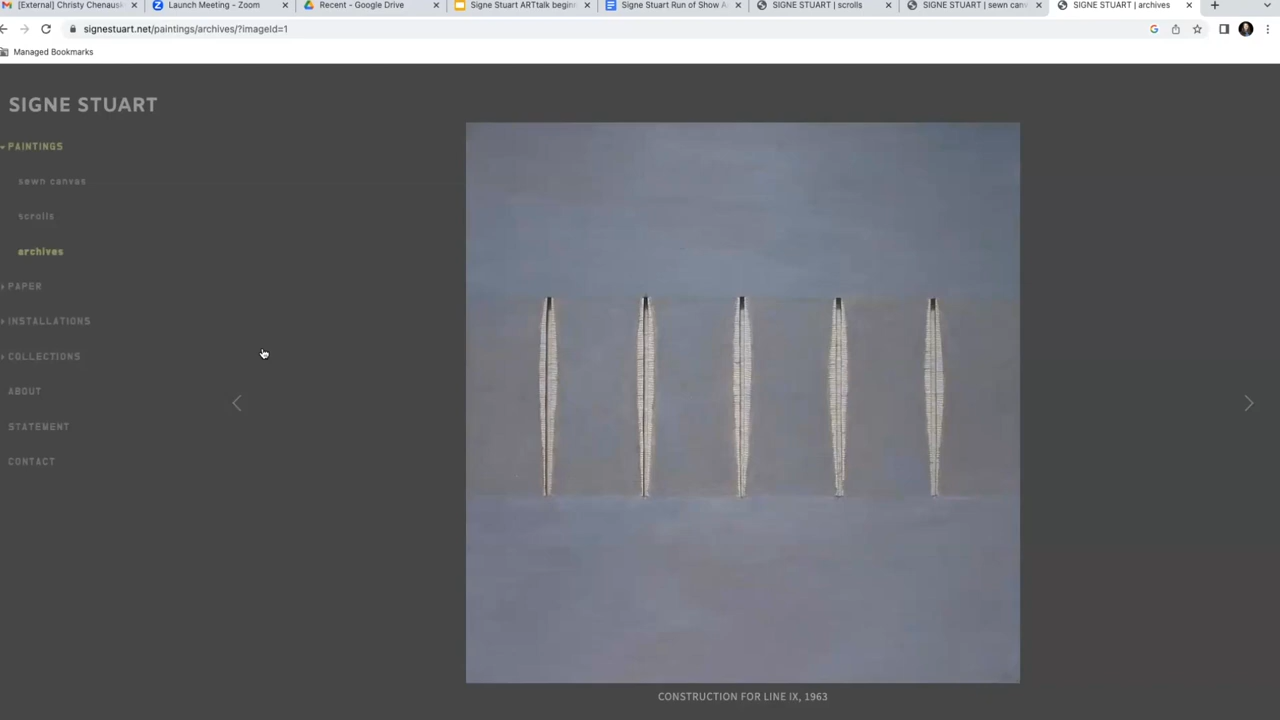 [External] Christy Chenausk
Launch Meeting - Zoom
Recent - Google Drive
Signe Stuart ARTtalk begin
Signe Stuart Run of Show A
SIGNE STUART | scrolls
SIGNE STUART | sewn canv
SIGNE STUART | archives
signestuart.net/paintings/archives/?imageId=1
Managed Bookmarks
SIGNE STUART
PAINTINGS
sewn canvas
scrolls
archives
PAPER
INSTALLATIONS
COLLECTIONS
ABOUT
STATEMENT
CONTACT
CONSTRUCTION FOR LINE IX, 1963